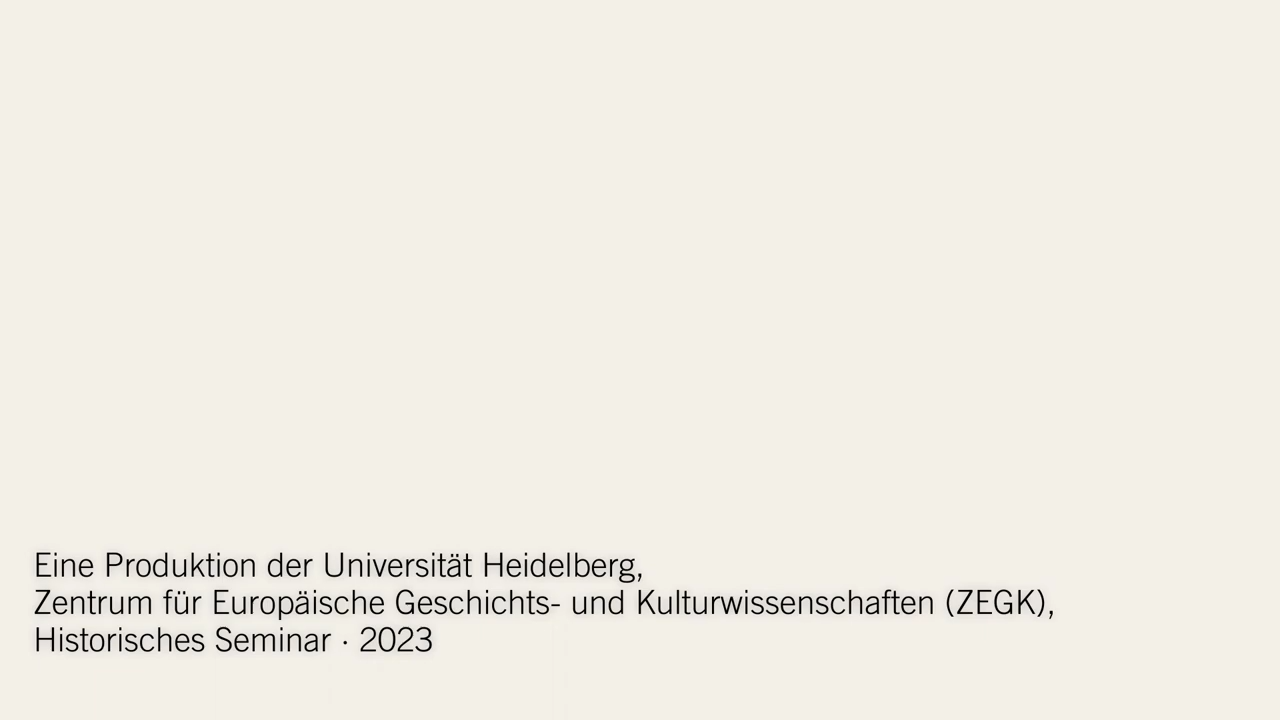 Eine Produktion der Universität Heidelberg,
Zentrum für Europäische Geschichts- und Kulturwissenschaften (ZEGK),
Historisches Seminar · 2023